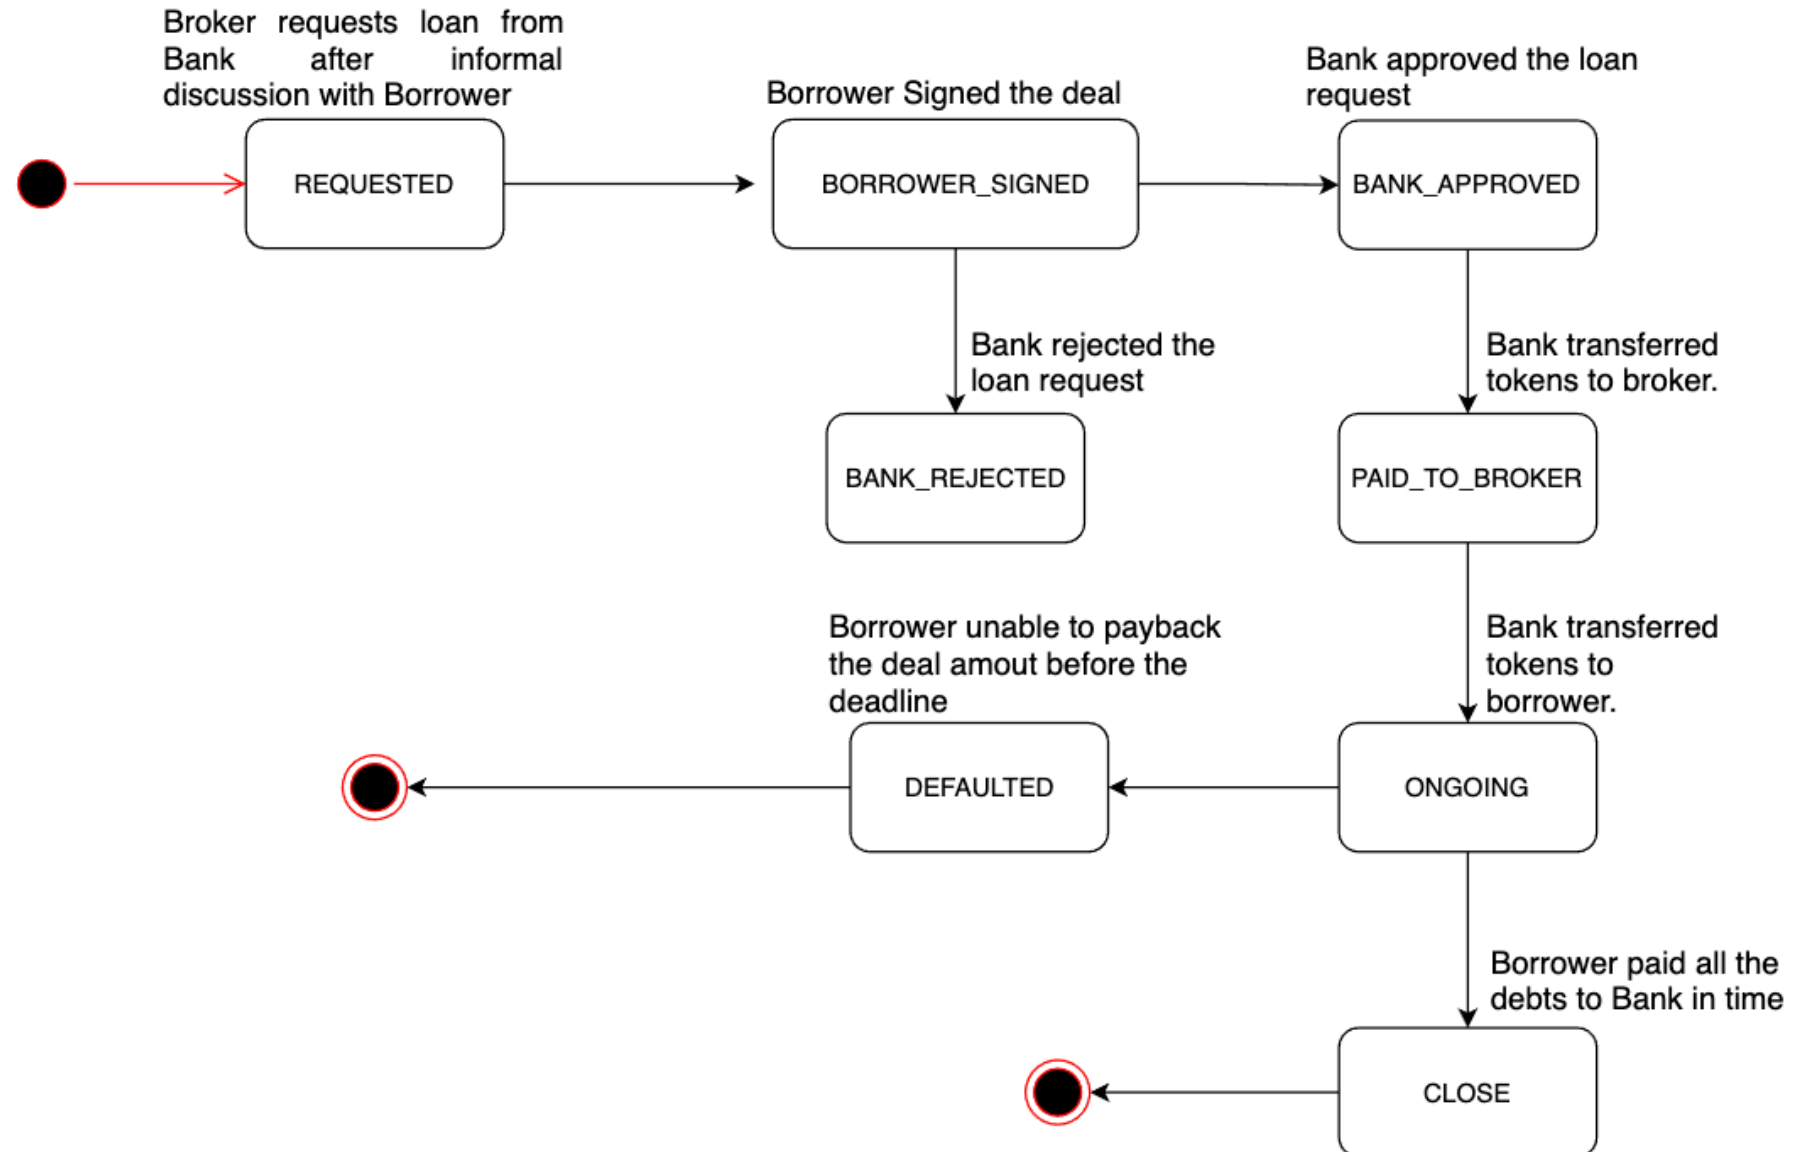 Broker requests loan from
Bank after informal
discussion with Borrower
Borrower Signed the deal
Bank approved the loan
request
REQUESTED
BORROWER_SIGNED
BANK_APPROVED
Bank rejected the
loan request
Bank transferred
tokens to broker.
BANK_REJECTED
PAID_TO_BROKER
Borrower unable to payback
the deal amout before the
deadline
Bank transferred
tokens to
borrower.
DEFAULTED
ONGOING
Borrower paid all the
debts to Bank in time
CLOSE